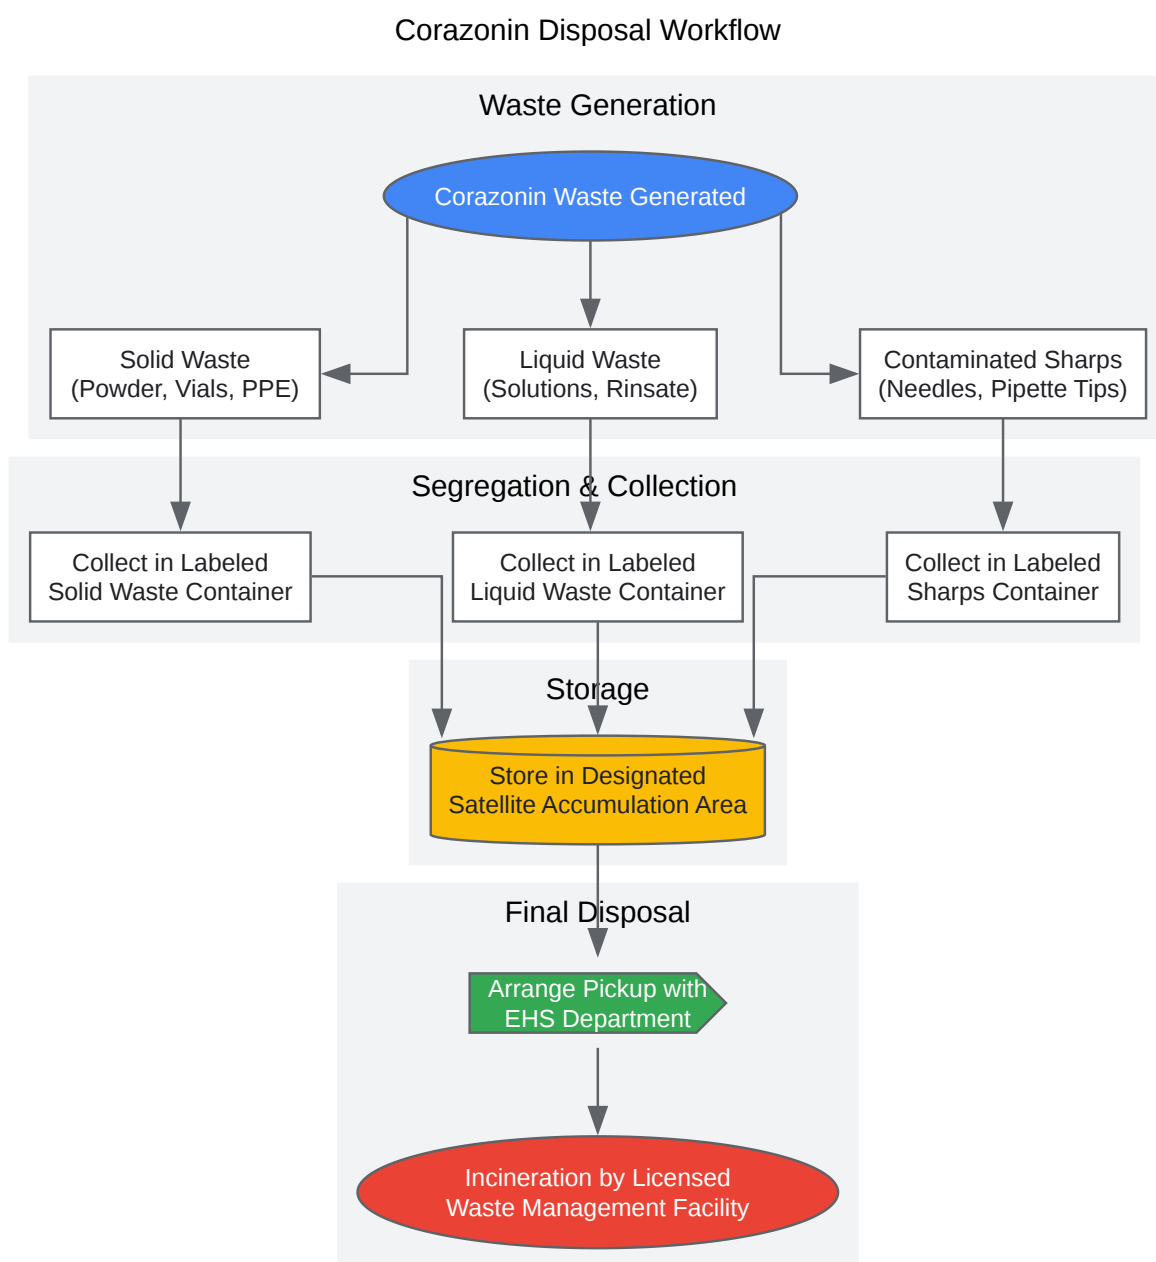 Corazonin Disposal Workflow
Waste Generation
Corazonin Waste Generated
Solid Waste
(Powder, Vials, PPE)
Liquid Waste
(Solutions, Rinsate)
Contaminated Sharps
(Needles, Pipette Tips)
Segregation & Collection
Collect in Labeled
Solid Waste Container
Collect in Labeled
Liquid Waste Container
Collect in Labeled
Sharps Container
Storage
Store in Designated
Satellite Accumulation Area
Final Disposal
Arrange Pickup with
EHS Department
Incineration by Licensed
Waste Management Facility